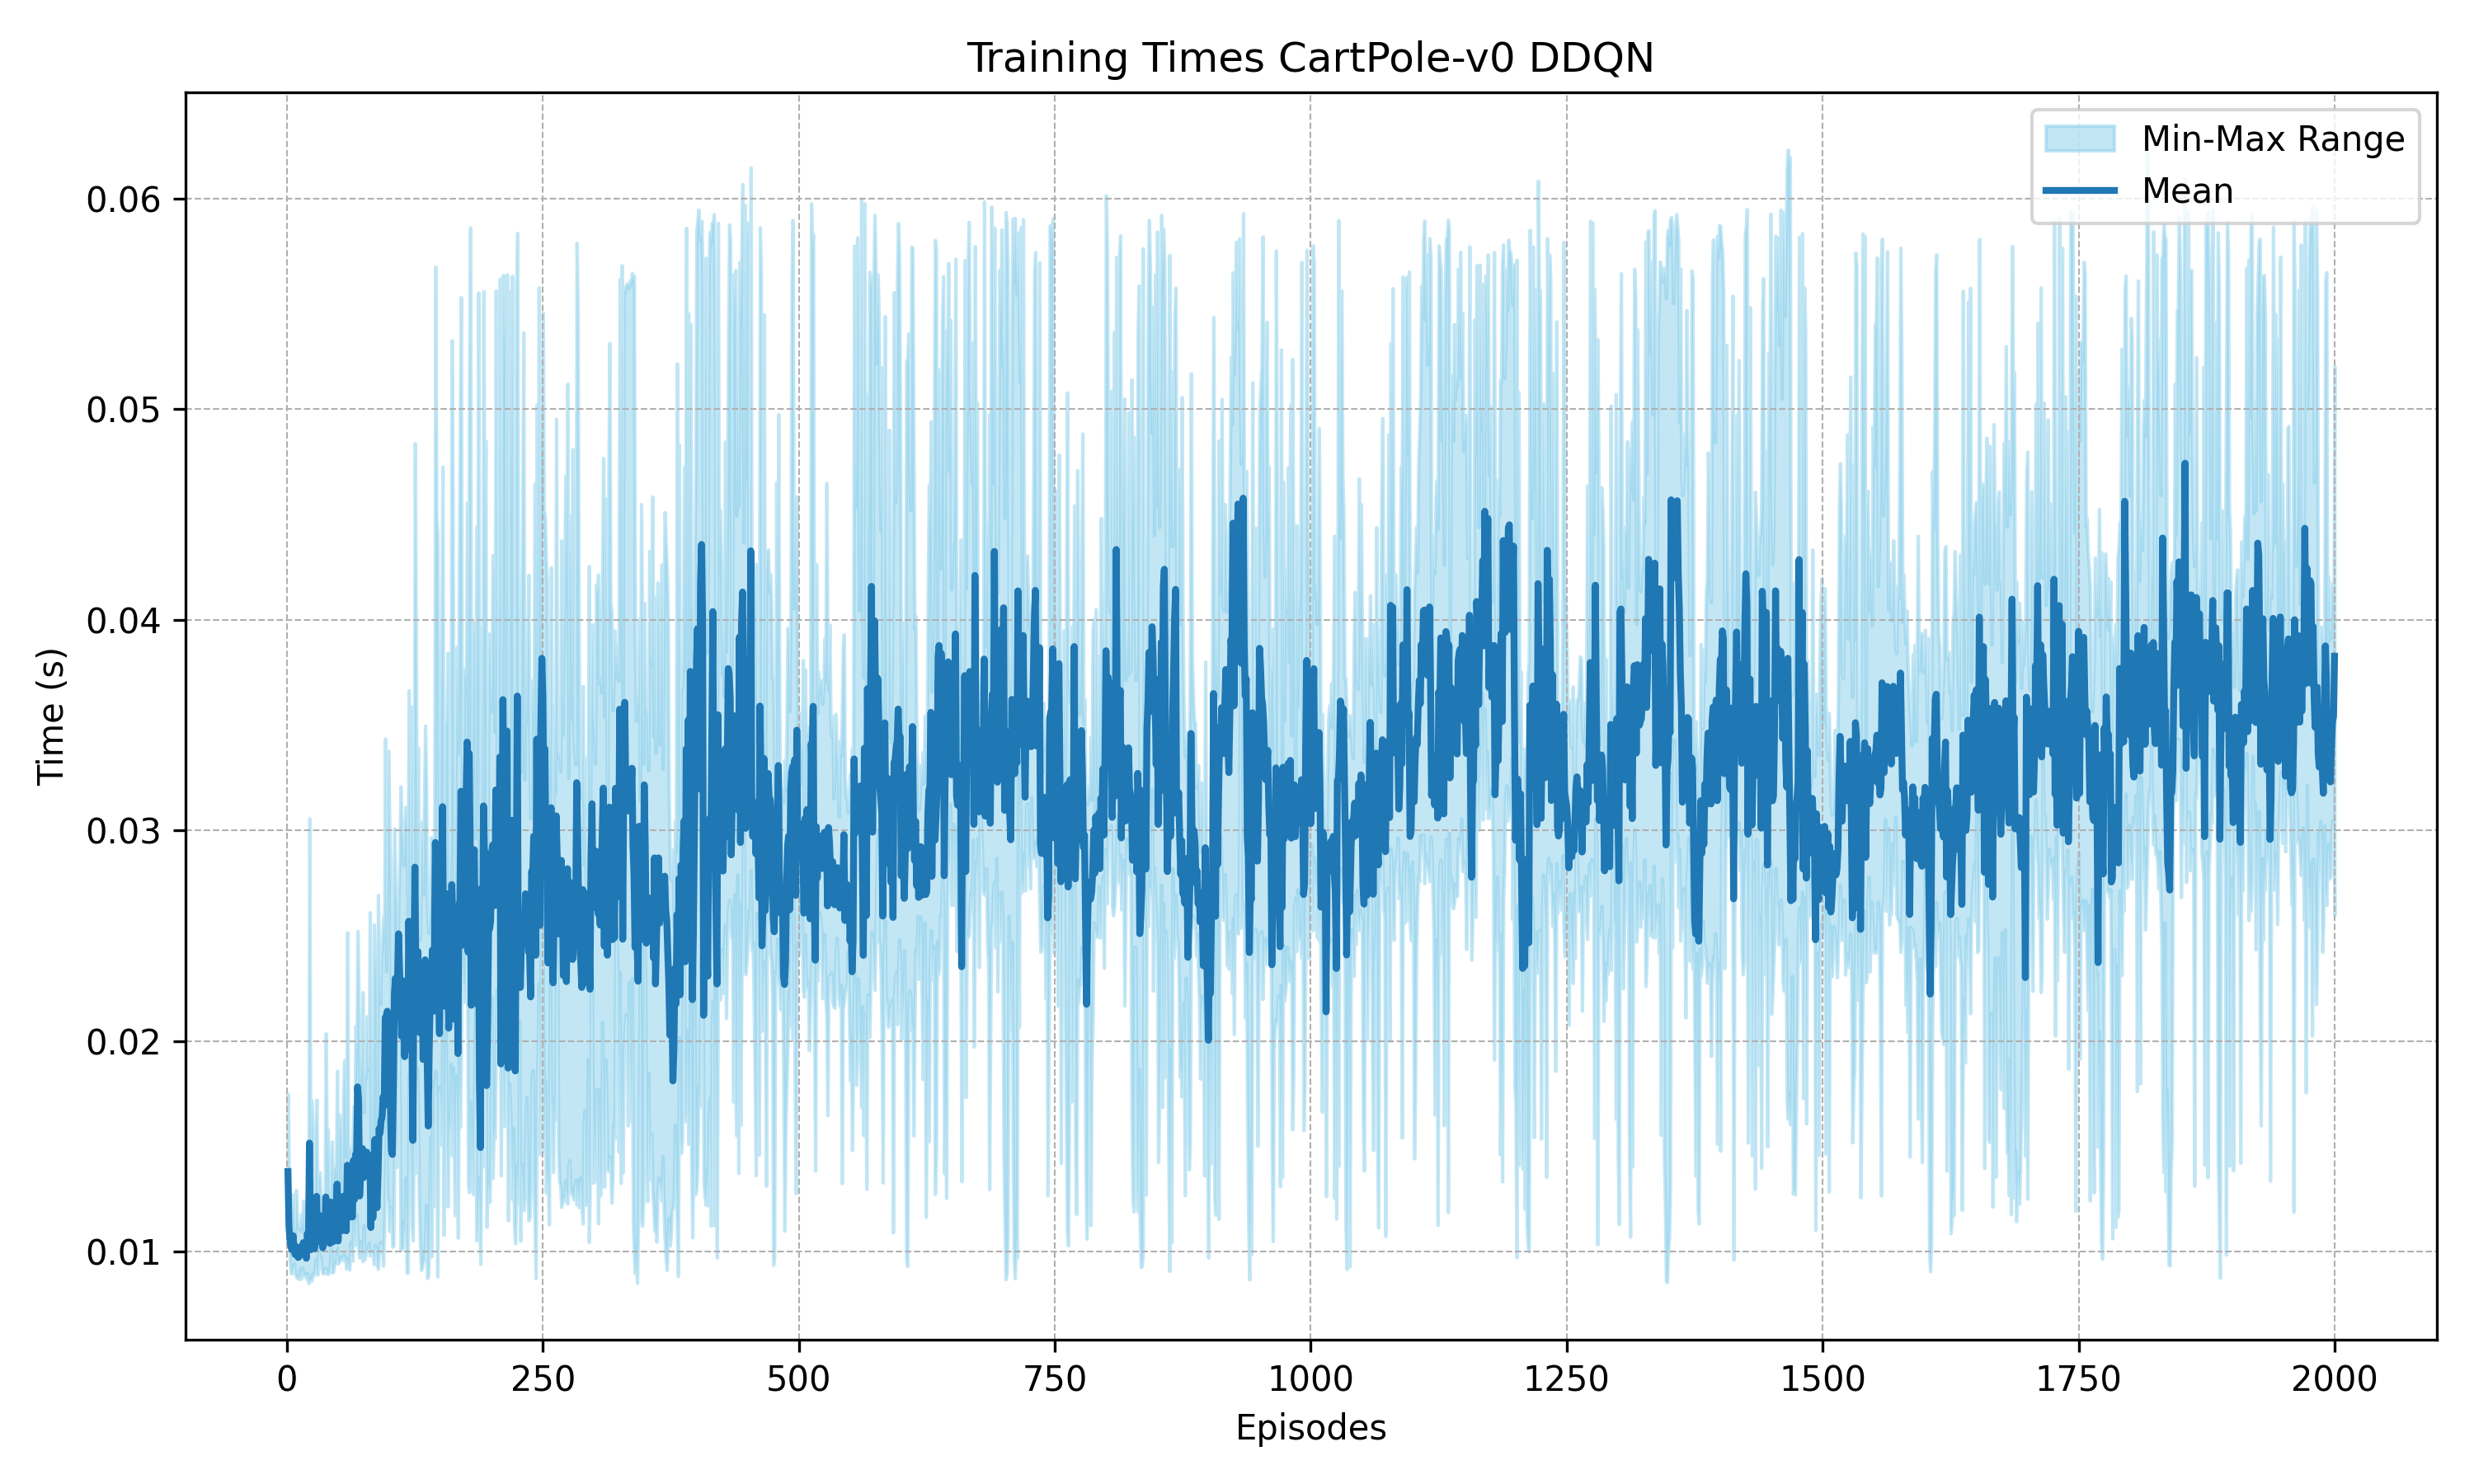 Training Times CartPole-v0 DDQN
Min-Max Range
Mean
Time (s)
0.06
0.05
0.04
0.03
0.02
0.01
0 250 500 750 1000 1250 1500 1750 2000
Episodes